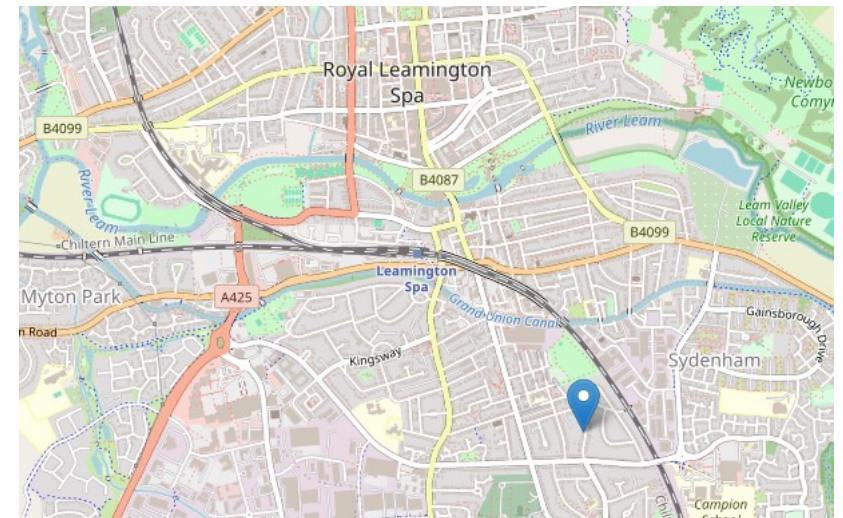 Royal Leamington
Spa
Newbo
Comyn
B4099
River Leam
B4087
River Leam
Leam Valley
Local Nature
Reserve
B4099
Chiltern Main Line
Leamington
Spa
Myton Park
A425
Grand Union Canal
Gainsborough Drive
n Road
Kingsway
Sydenham
Campion
School
Chil